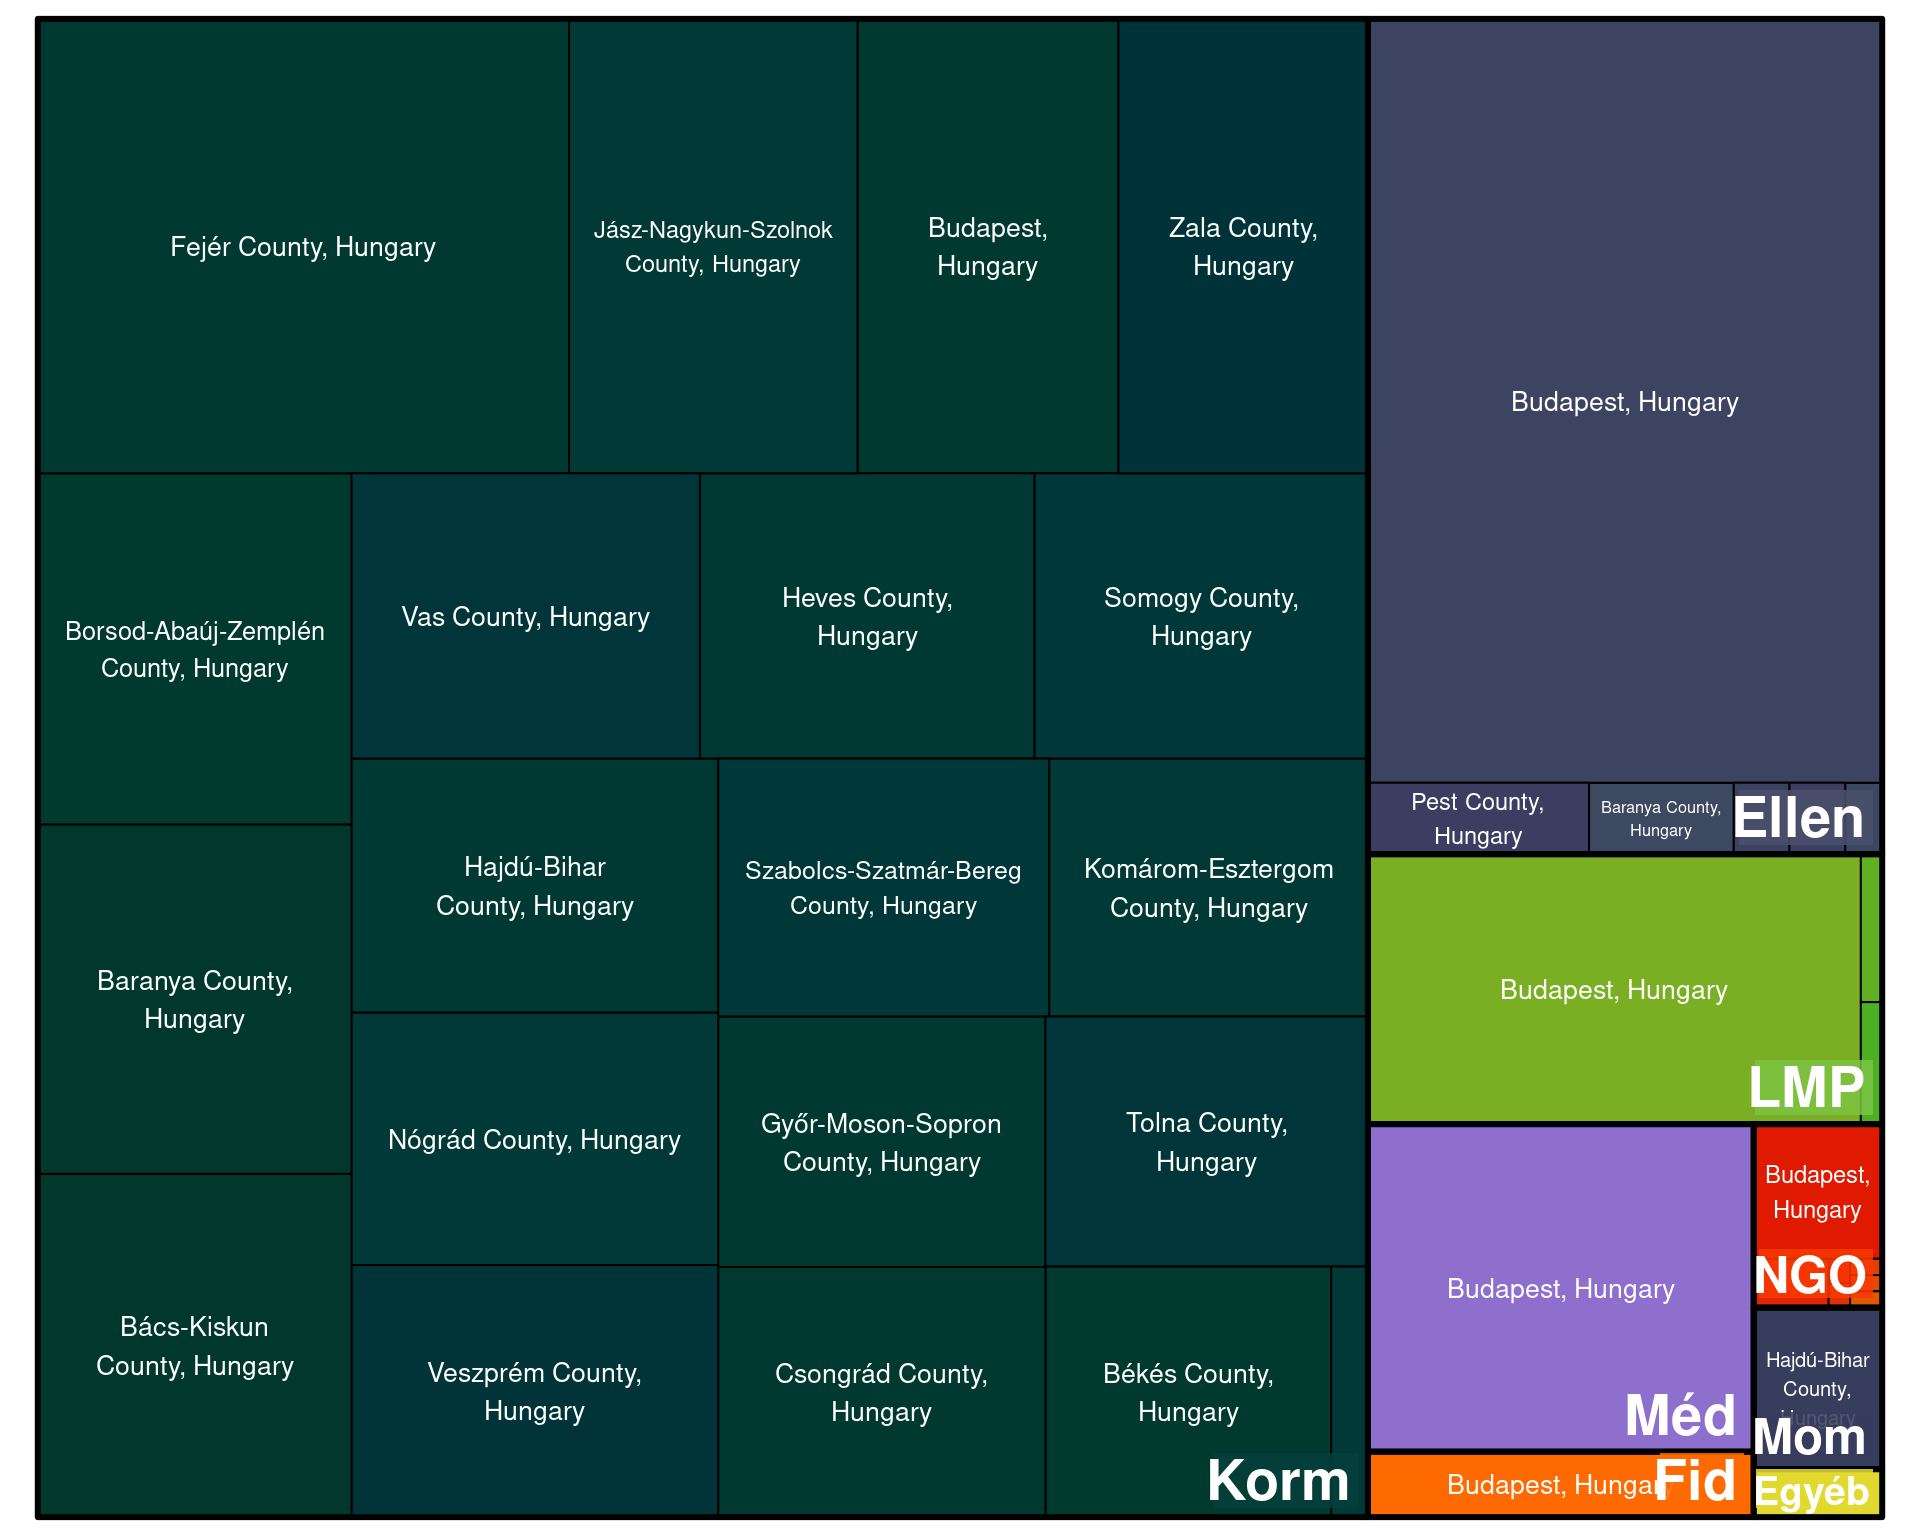 Fejér County, Hungary
Jász-Nagykun-Szolnok
County, Hungary
Budapest,
Hungary
Zala County,
Hungary
Borsod-Abaúj-Zemplén
County, Hungary
Vas County, Hungary
Heves County,
Hungary
Somogy County,
Hungary
Baranya County,
Hungary
Hajdú-Bihar
County, Hungary
Szabolcs-Szatmár-Bereg
County, Hungary
Komárom-Esztergom
County, Hungary
Nógrád County, Hungary
Győr-Moson-Sopron
County, Hungary
Tolna County,
Hungary
Bács-Kiskun
County, Hungary
Veszprém County,
Hungary
Csongrád County,
Hungary
Békés County,
Hungary
Korm
Budapest, Hungary
Pest County,
Hungary
Baranya County,
Hungary
Ellen
Budapest, Hungary
LMP
Budapest, Hungary
Méd
Budapest,
Hungary
NGO
Hajdú-Bihar
County,
Hungary
Mom
Budapest, Hungary
Fid
Egyéb